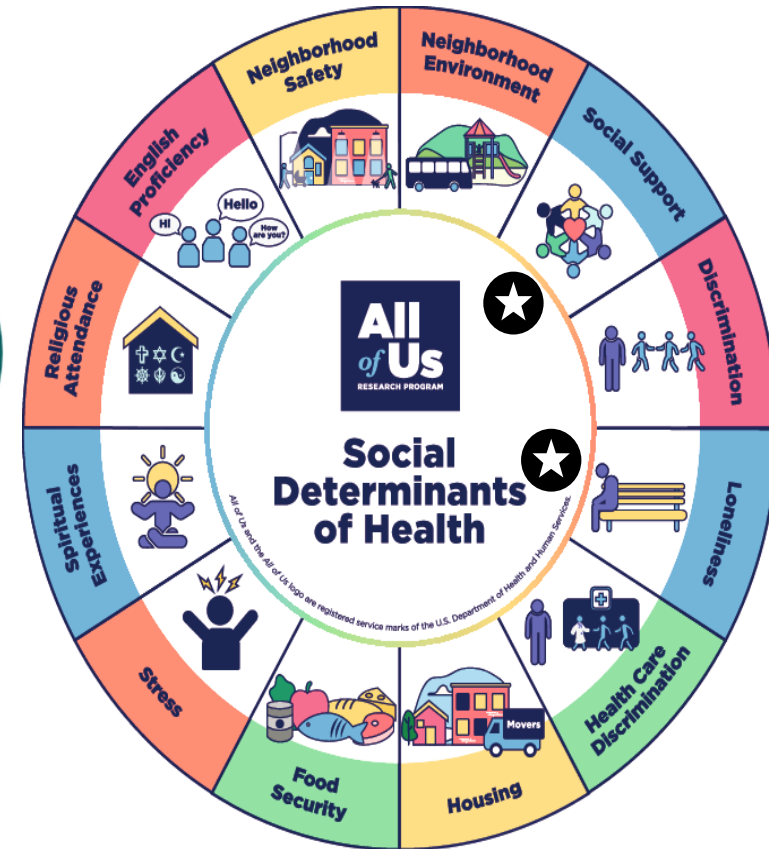 Neighborhood
Safety
Neighborhood
Environment
Social Support
Discrimination
Loneliness
Health Care
Discrimination
Housing
Movers
Food
Security
Stress
Spiritual
Experiences
Religious
Attendance
English
Proficiency
Hi
Hello
How
are you?
All
of Us
RESEARCH PROGRAM
Social
Determinants
of Health
All of Us and the All of Us logo are registered service marks of the U.S. Department of Health and Human Services.